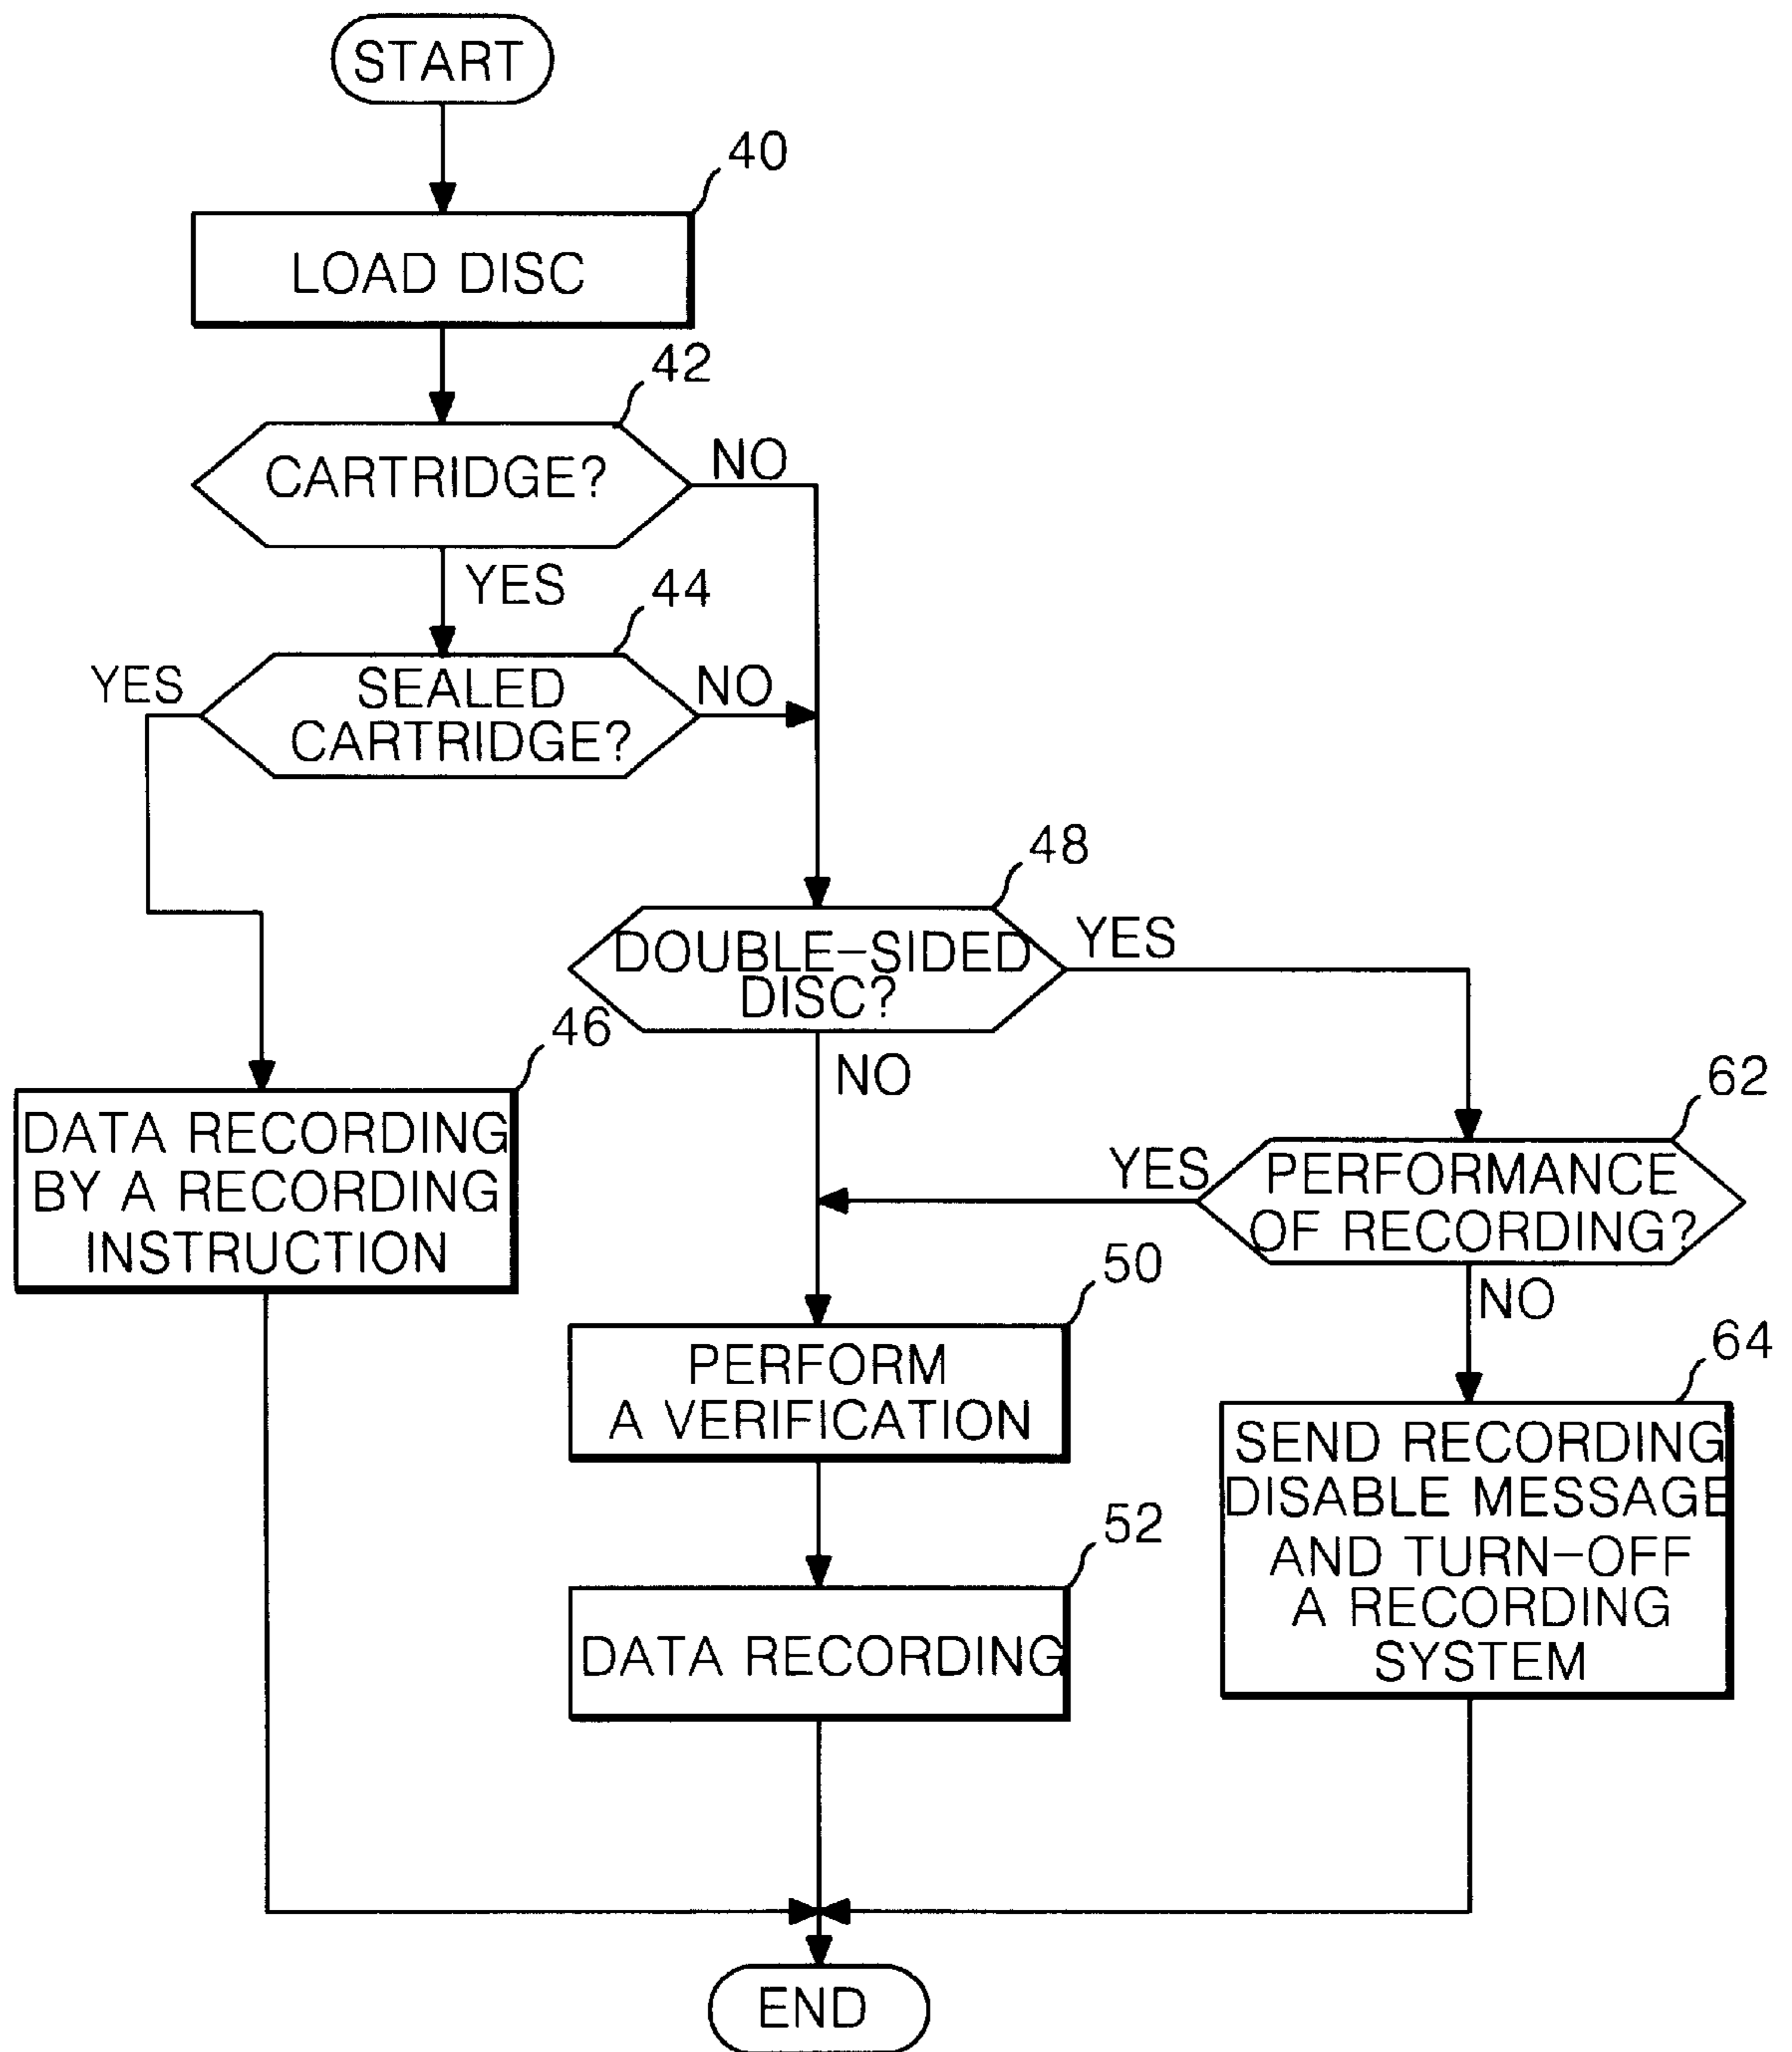 START
40
LOAD DISC
42
CARTRIDGE?
NO
YES
44
YES
SEALED
CARTRIDGE?
NO
48
DOUBLE-SIDED
DISC?
YES
NO
46
DATA RECORDING
BY A RECORDING
INSTRUCTION
62
PERFORMANCE
OF RECORDING?
YES
NO
50
PERFORM
A VERIFICATION
64
SEND RECORDING
DISABLE MESSAGE
AND TURN-OFF
A RECORDING
SYSTEM
52
DATA RECORDING
END